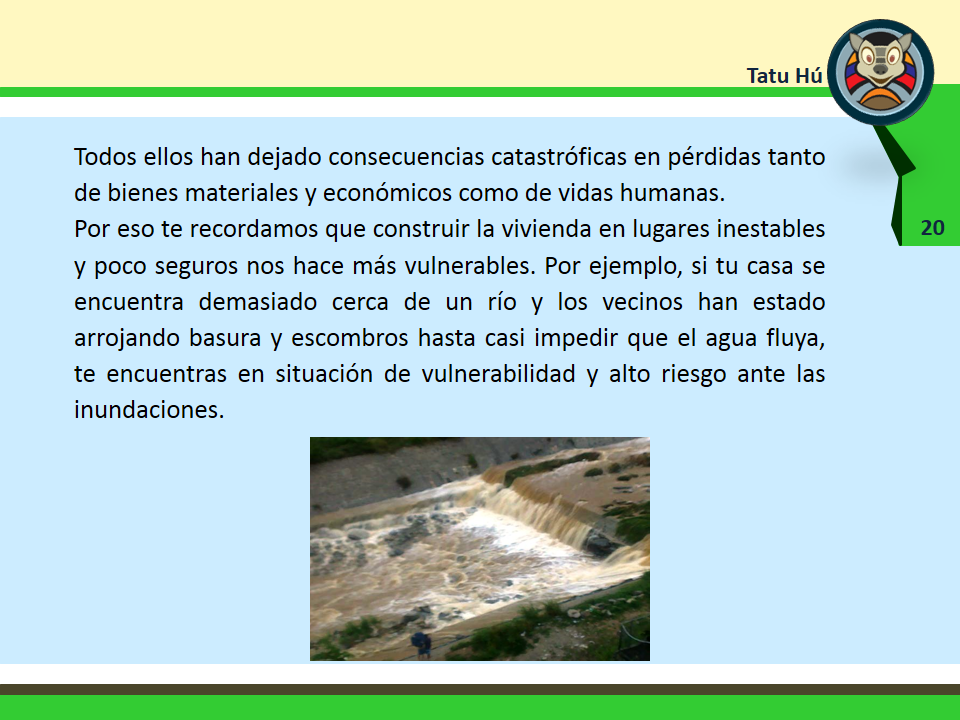 Tatu Hú
Todos ellos han dejado consecuencias catastróficas en pérdidas tanto
de bienes materiales y económicos como de vidas humanas.
Por eso te recordamos que construir la vivienda en lugares inestables
y poco seguros nos hace más vulnerables. Por ejemplo, si tu casa se
encuentra demasiado cerca de un río y los vecinos han estado
arrojando basura y escombros hasta casi impedir que el agua fluya,
te encuentras en situación de vulnerabilidad y alto riesgo ante las
inundaciones.
20